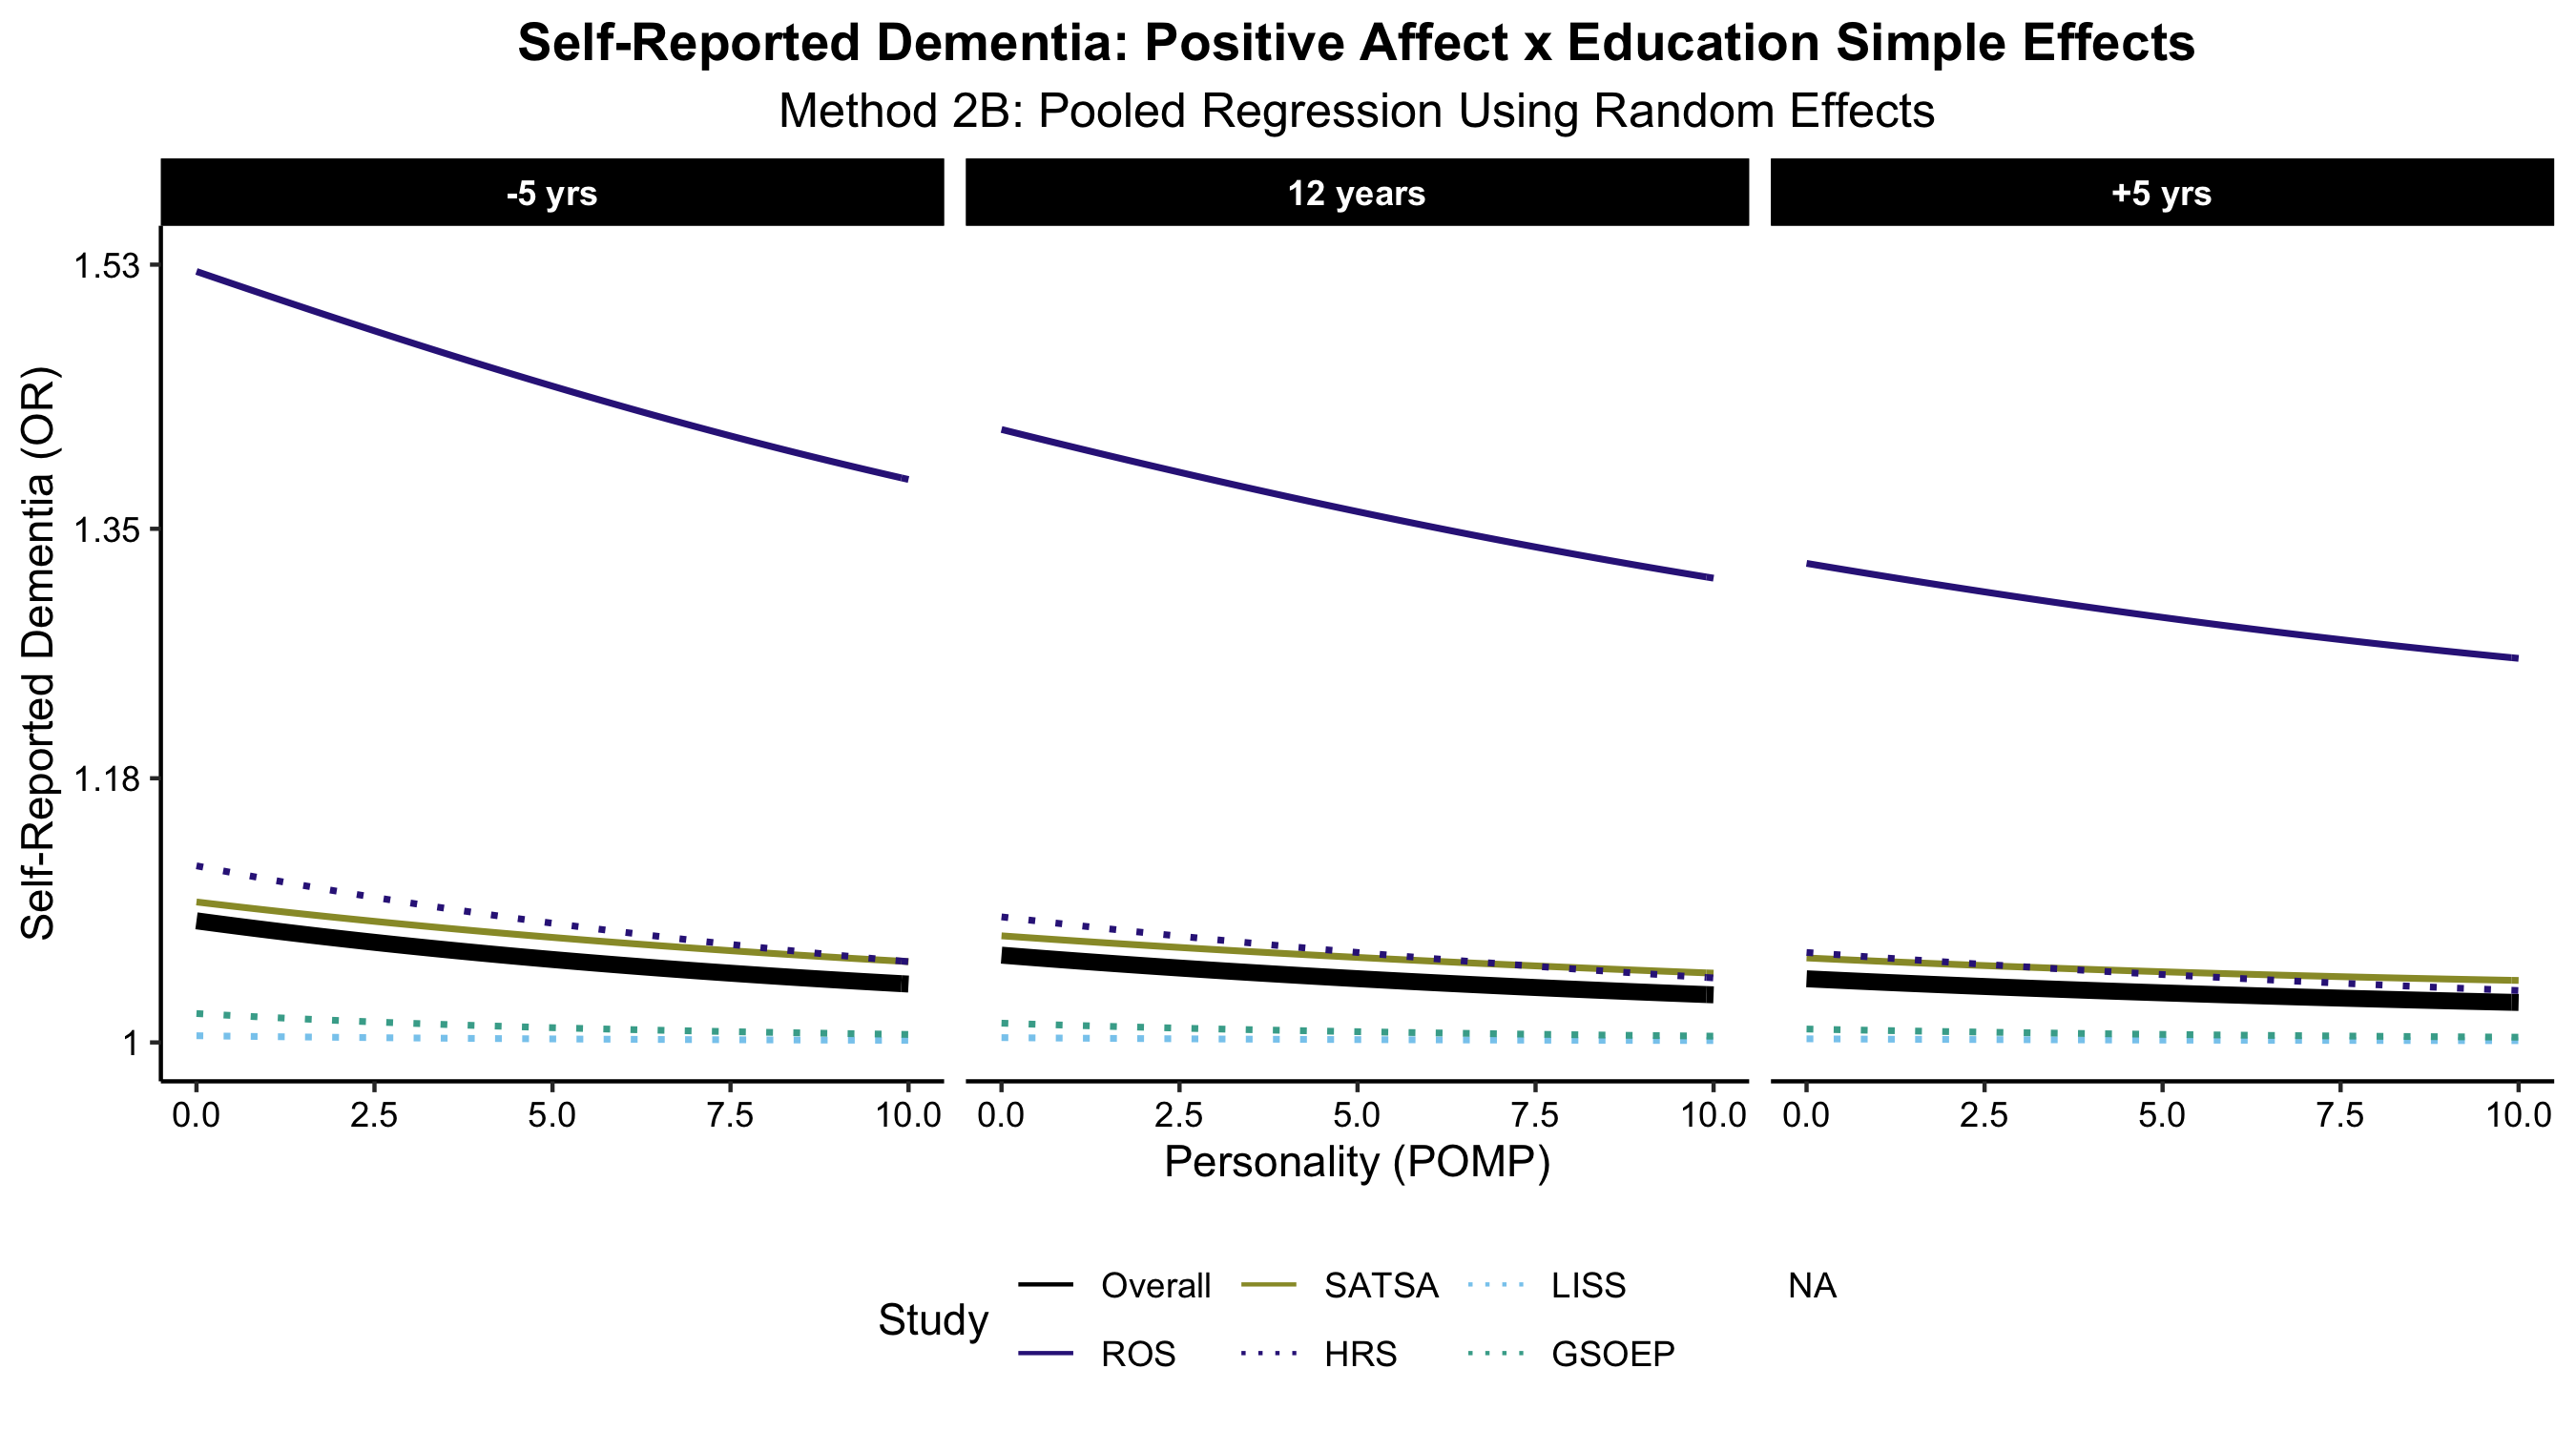 Self-Reported Dementia: Positive Affect x Education Simple Effects
Method 2B: Pooled Regression Using Random Effects
-5 yrs
12 years
+5 yrs
Self-Reported Dementia (OR)
1.53
1.35
1.18
1
0.0 2.5 5.0 7.5 10.0
0.0 2.5 5.0 7.5 10.0
0.0 2.5 5.0 7.5 10.0
Personality (POMP)
Study
Overall SATSA LISS NA
ROS HRS GSOEP